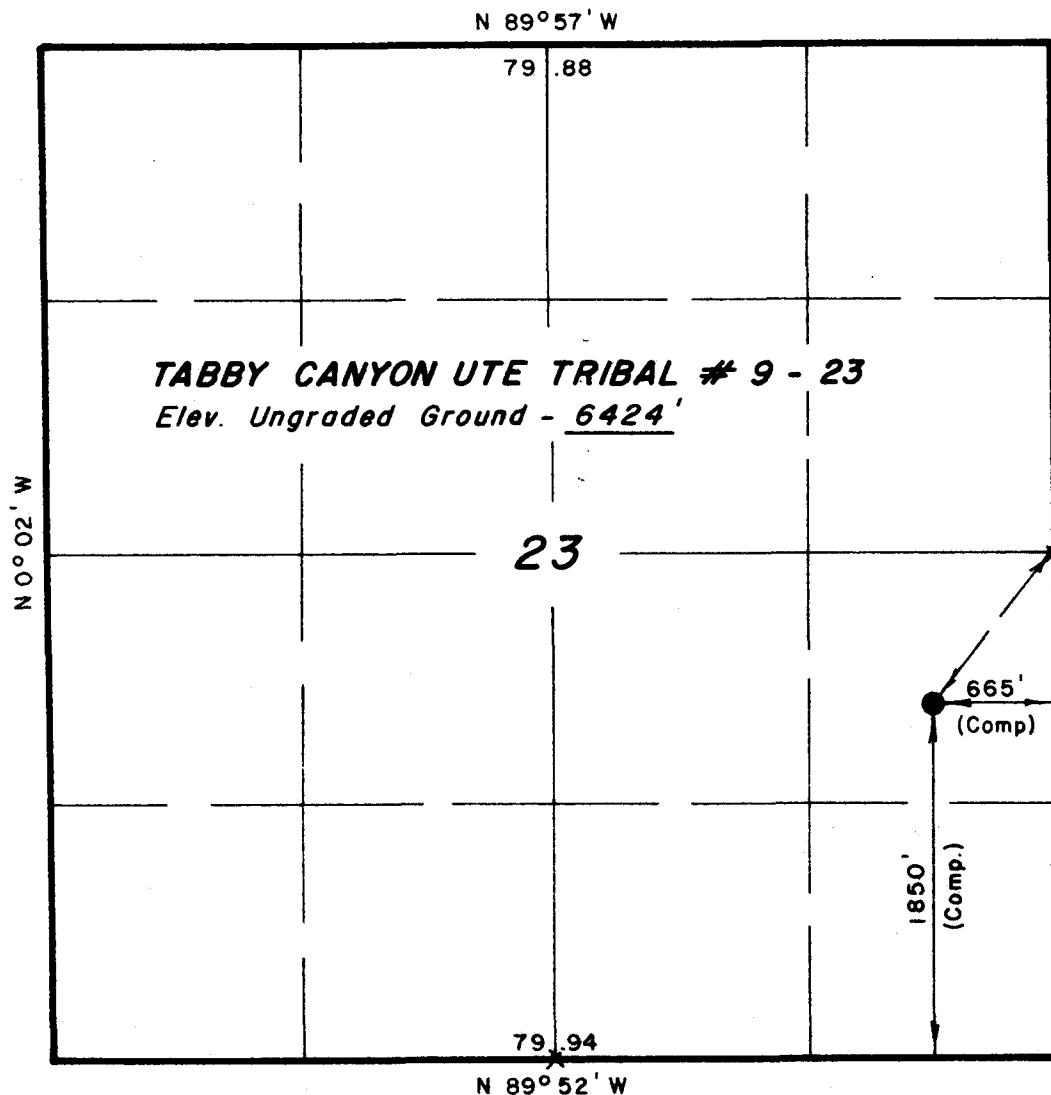 N 89°57' W
79.88
TABBY CANYON UTE TRIBAL # 9 - 23
Elev. Ungraded Ground - 6424'
N 0° 02' W
23
665'
(Comp)
1850'
(Comp.)
79.94
N 89° 52' W